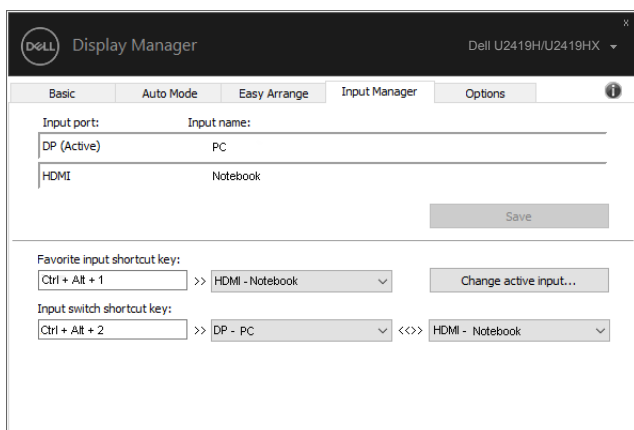 x
DELL Display Manager Dell U2419H/U2419HX
Basic Auto Mode Easy Arrange Input Manager Options i
Input port: Input name:
DP (Active) PC
HDMI Notebook
Save
Favorite input shortcut key:
Ctrl + Alt + 1 >> HDMI - Notebook Change active input...
Input switch shortcut key:
Ctrl + Alt + 2 >> DP - PC <<>> HDMI - Notebook